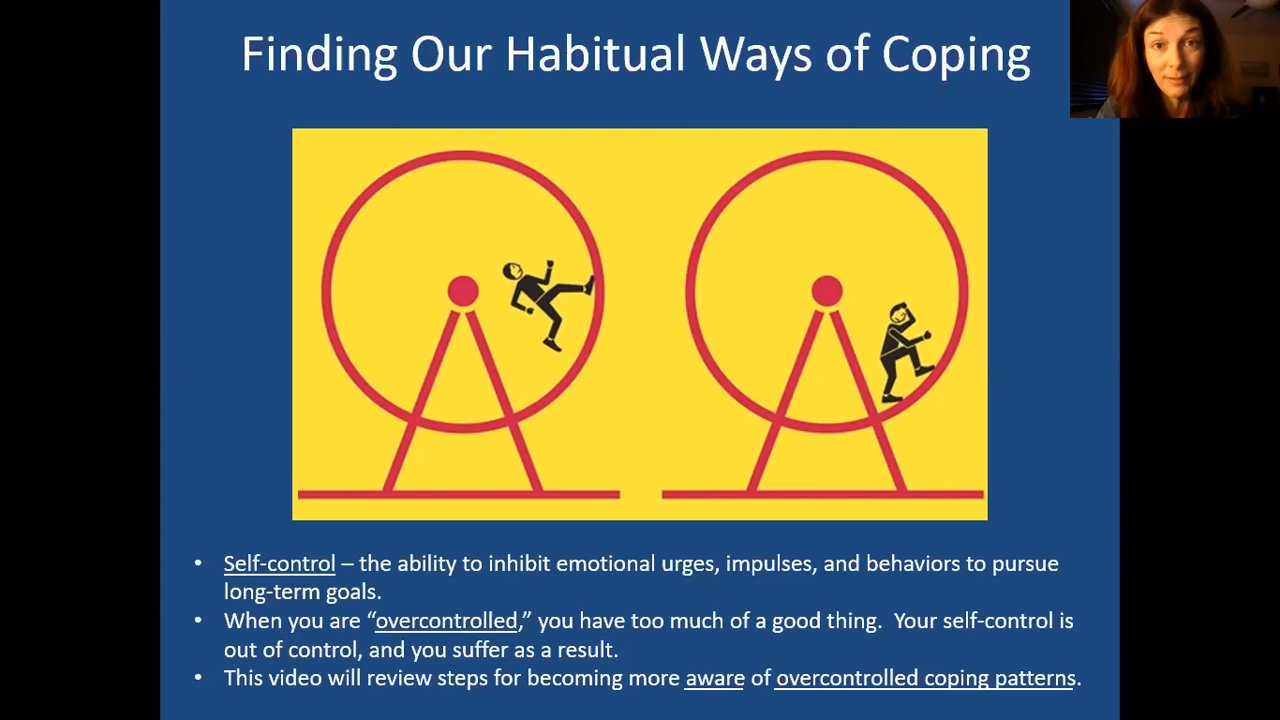 Finding Our Habitual Ways of Coping
• Self-control – the ability to inhibit emotional urges, impulses, and behaviors to pursue
long-term goals.
• When you are “overcontrolled,” you have too much of a good thing.  Your self-control is
out of control, and you suffer as a result.
• This video will review steps for becoming more aware of overcontrolled coping patterns.